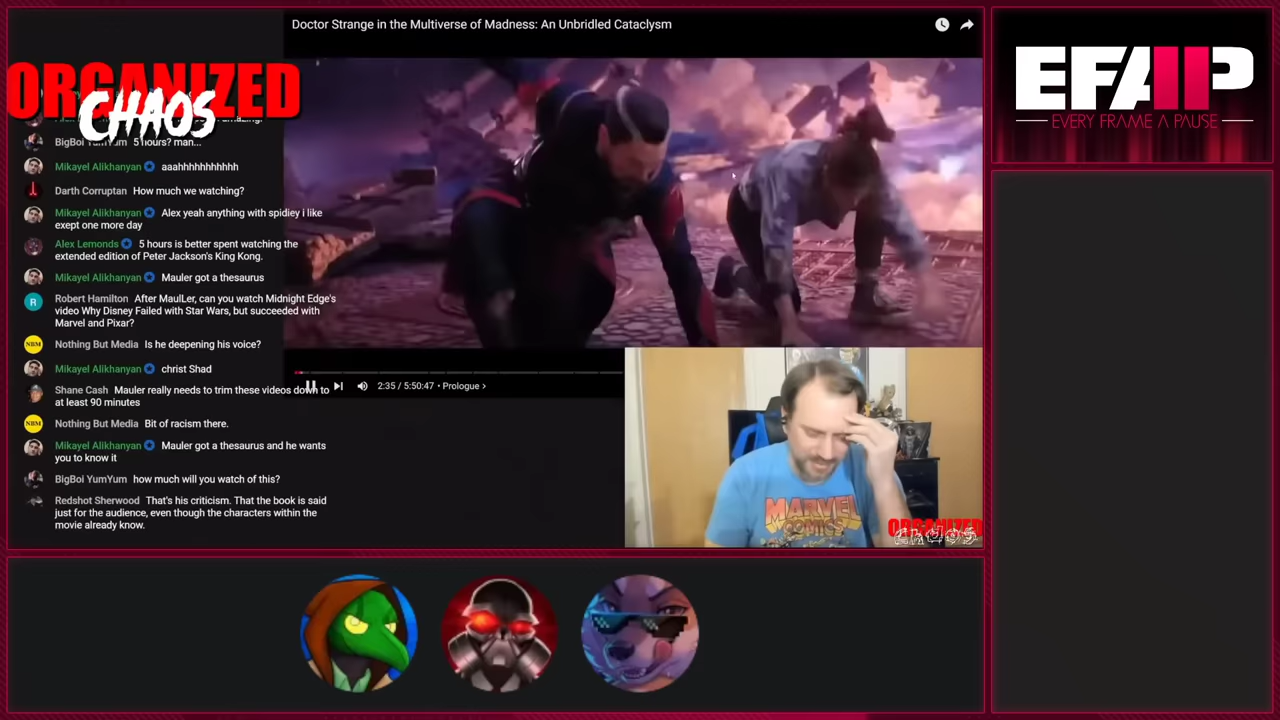 Doctor Strange in the Multiverse of Madness: An Unbridled Cataclysm
ORGANIZED
CHAOS
BigBoi YumYum 5 hours? man...
Mikayel Alikhanyan aaahhhhhhhhhhh
Darth Corruptan How much we watching?
Mikayel Alikhanyan Alex yeah anything with spidiey i like
exept one more day
Alex Lemonds 5 hours is better spent watching the
extended edition of Peter Jackson's King Kong.
Mikayel Alikhanyan Mauler got a thesaurus
R
Robert Hamilton After MaulLer, can you watch Midnight Edge's
video Why Disney Failed with Star Wars, but succeeded with
Marvel and Pixar?
NBM
Nothing But Media Is he deepening his voice?
Mikayel Alikhanyan christ Shad
Shane Cash Mauler really needs to trim these videos down to
at least 90 minutes
NBM
Nothing But Media Bit of racism there.
Mikayel Alikhanyan Mauler got a thesaurus and he wants
you to know it
BigBoi YumYum how much will you watch of this?
Redshot Sherwood That's his criticism. That the book is said
just for the audience, even though the characters within the
movie already know.
2:35 / 5:50:47 • Prologue >
MARVEL
COMICS
ORGANIZED
CHAOS
EFAP
EVERY FRAME A PAUSE